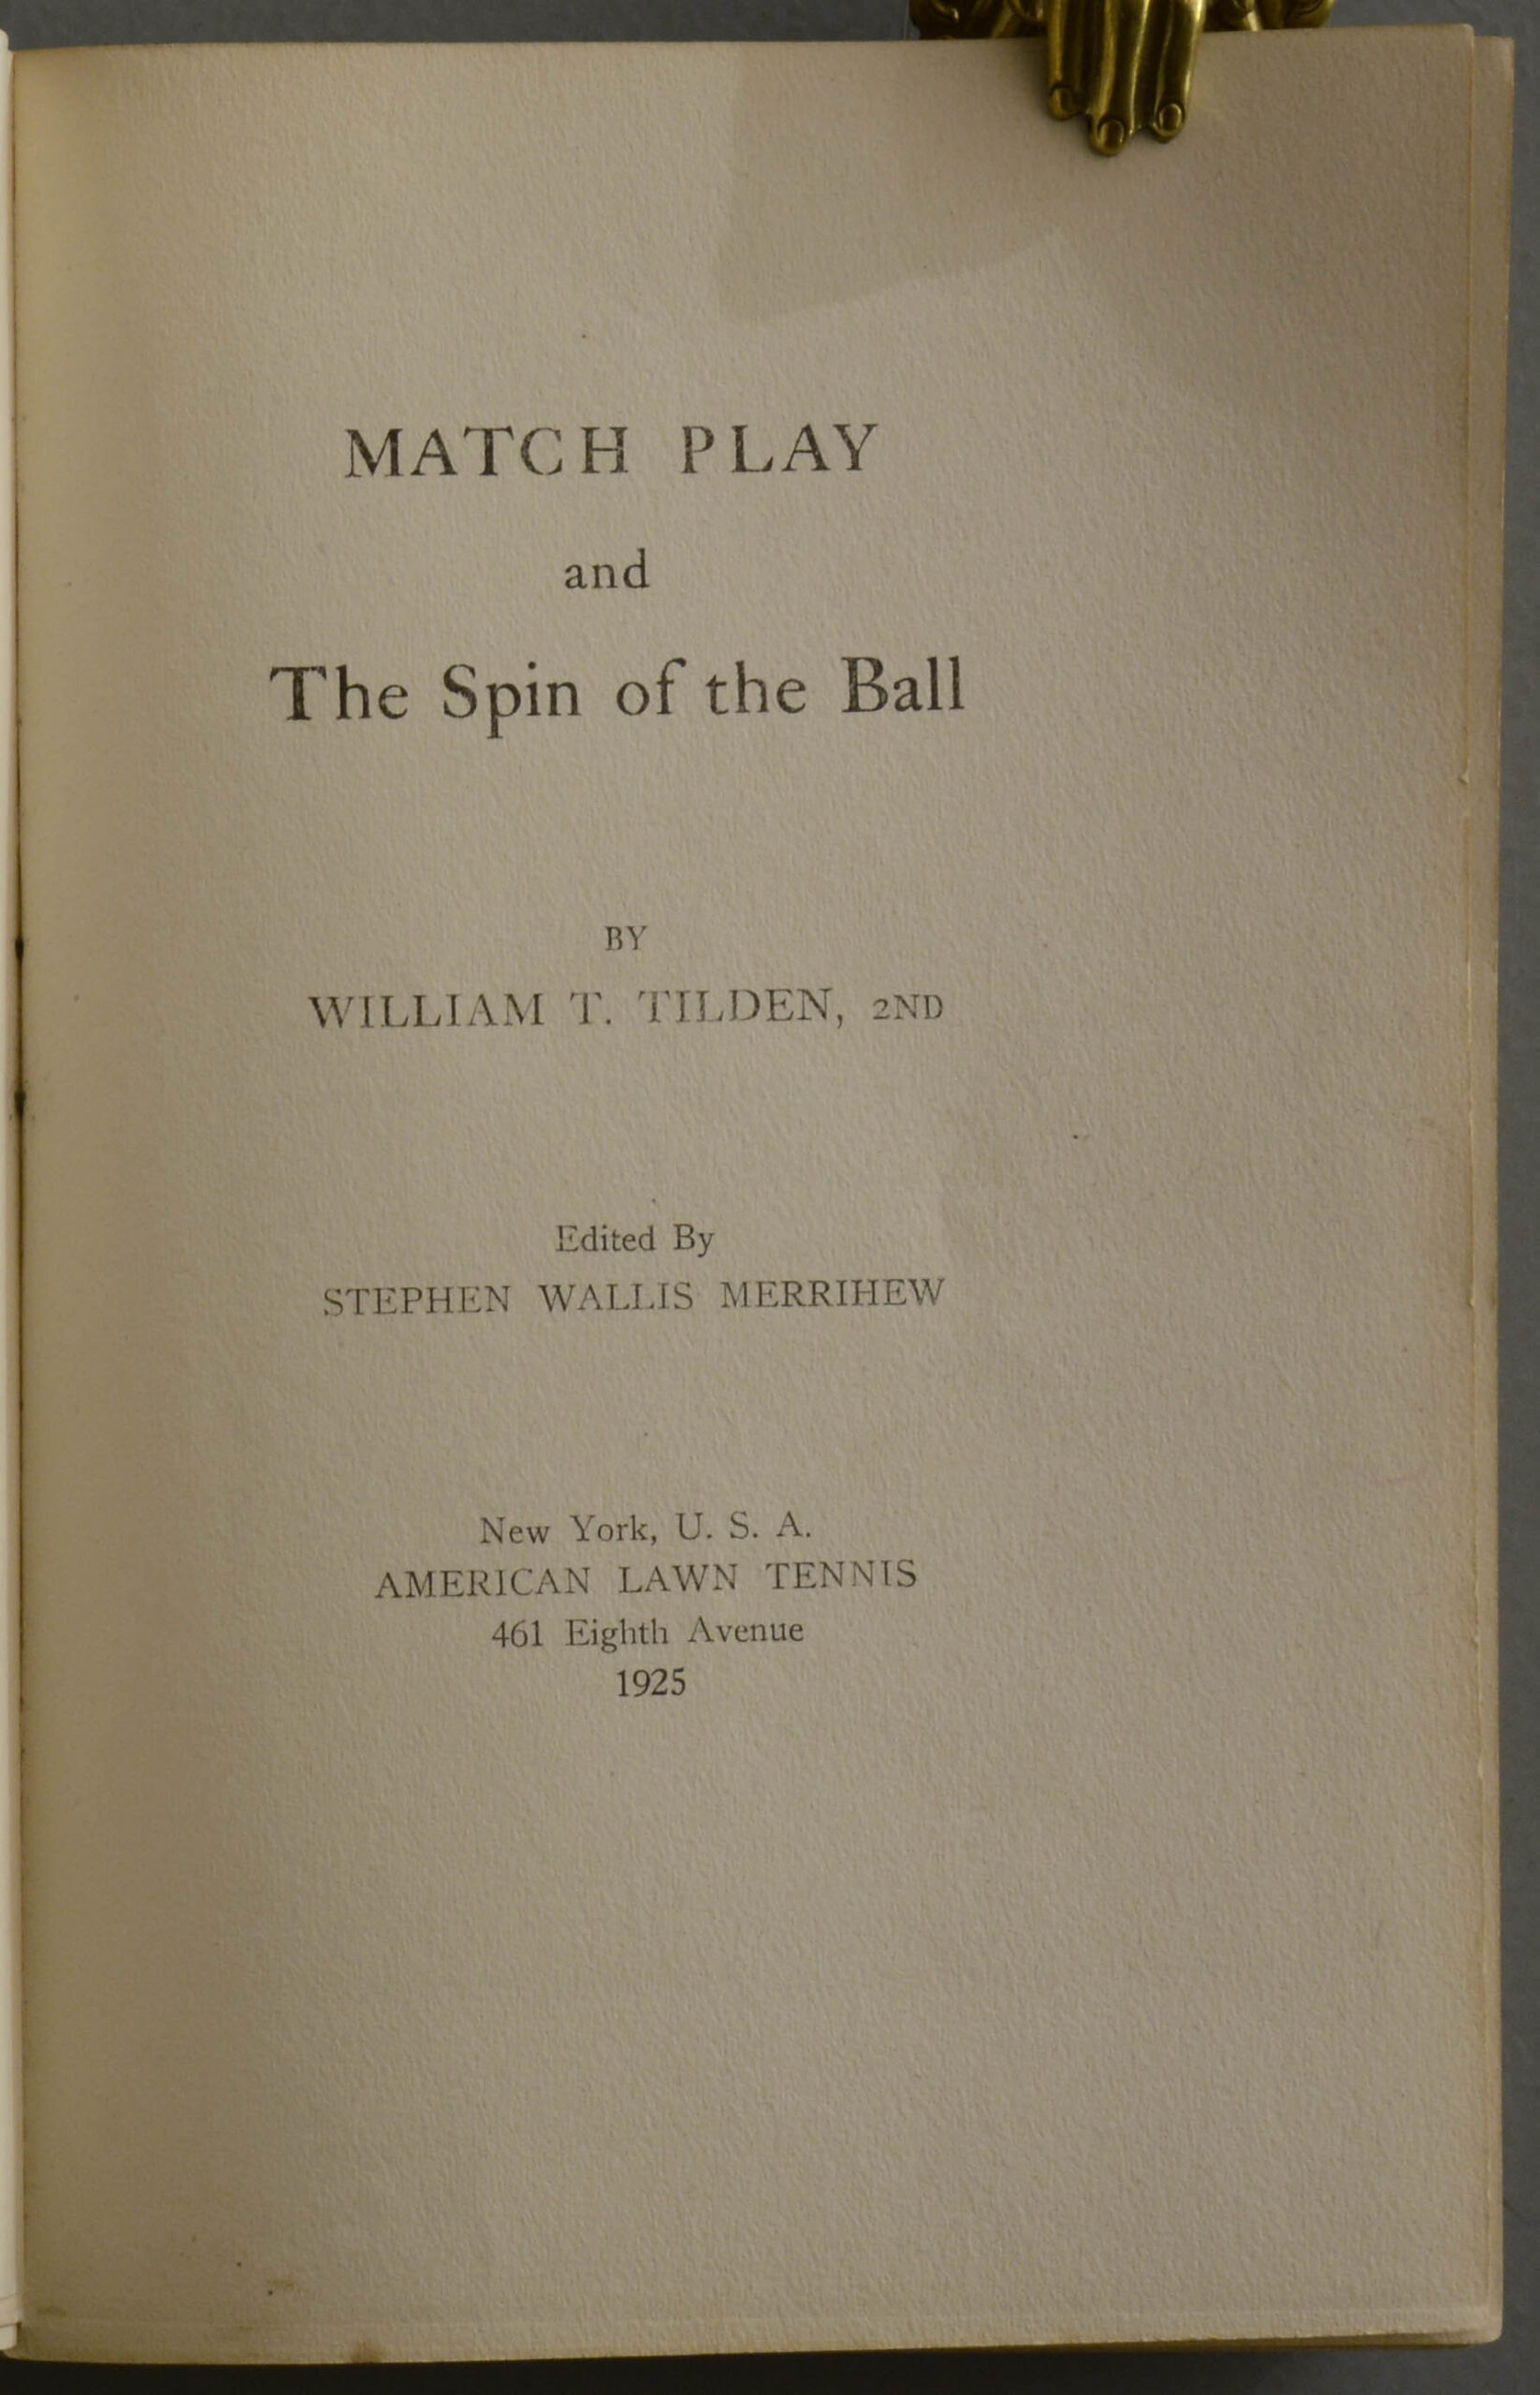 MATCH PLAY
and
The Spin of the Ball
BY
WILLIAM T. TILDEN, 2ND
Edited By
STEPHEN WALLIS MERRIHEW
New York, U. S. A.
AMERICAN LAWN TENNIS
461 Eighth Avenue
1925